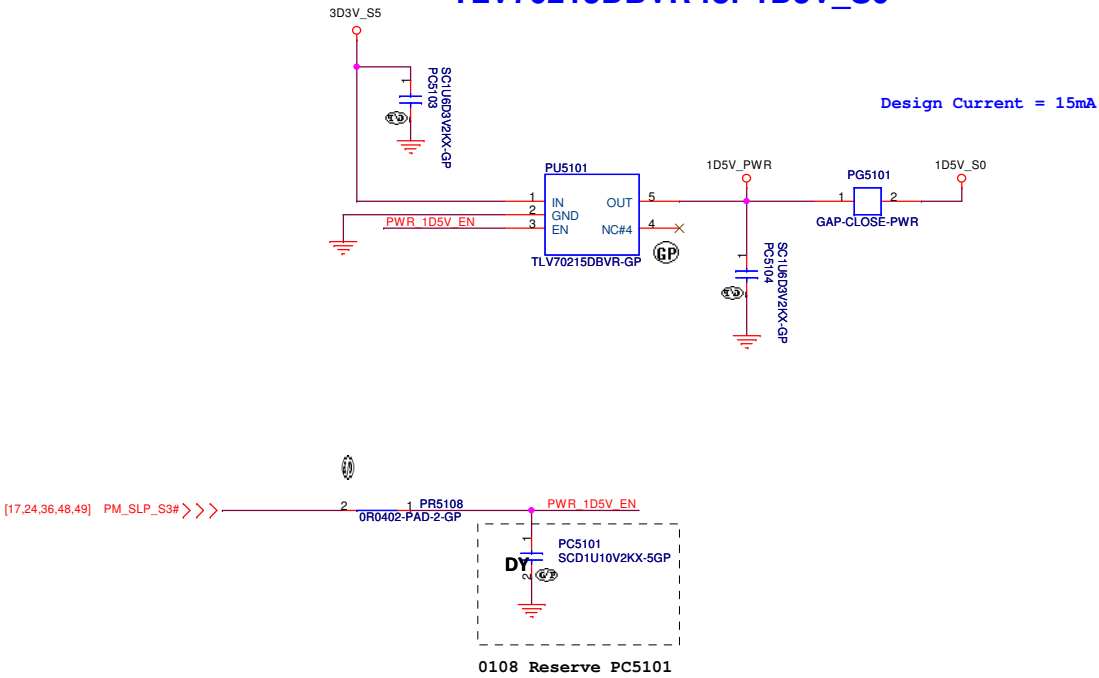 3D3V_S5
1
SC1U6D3V2KX-GP
PC5103
Design Current = 15mA
PU5101
1D5V_PWR
1D5V_S0
PG5101
1 IN OUT 5
2 GND
PWR_1D5V_EN 3 EN NC#4 4
1 2
GAP-CLOSE-PWR
TLV70215DBVR-GP
GP
1
SC1U6D3V2KX-GP
PC5104
[17,24,36,48,49] PM_SLP_S3#
2 1 PR5108
0R0402-PAD-2-GP
PWR_1D5V_EN
1
PC5101
SCD1U10V2KX-5GP
DY
2
0108 Reserve PC5101